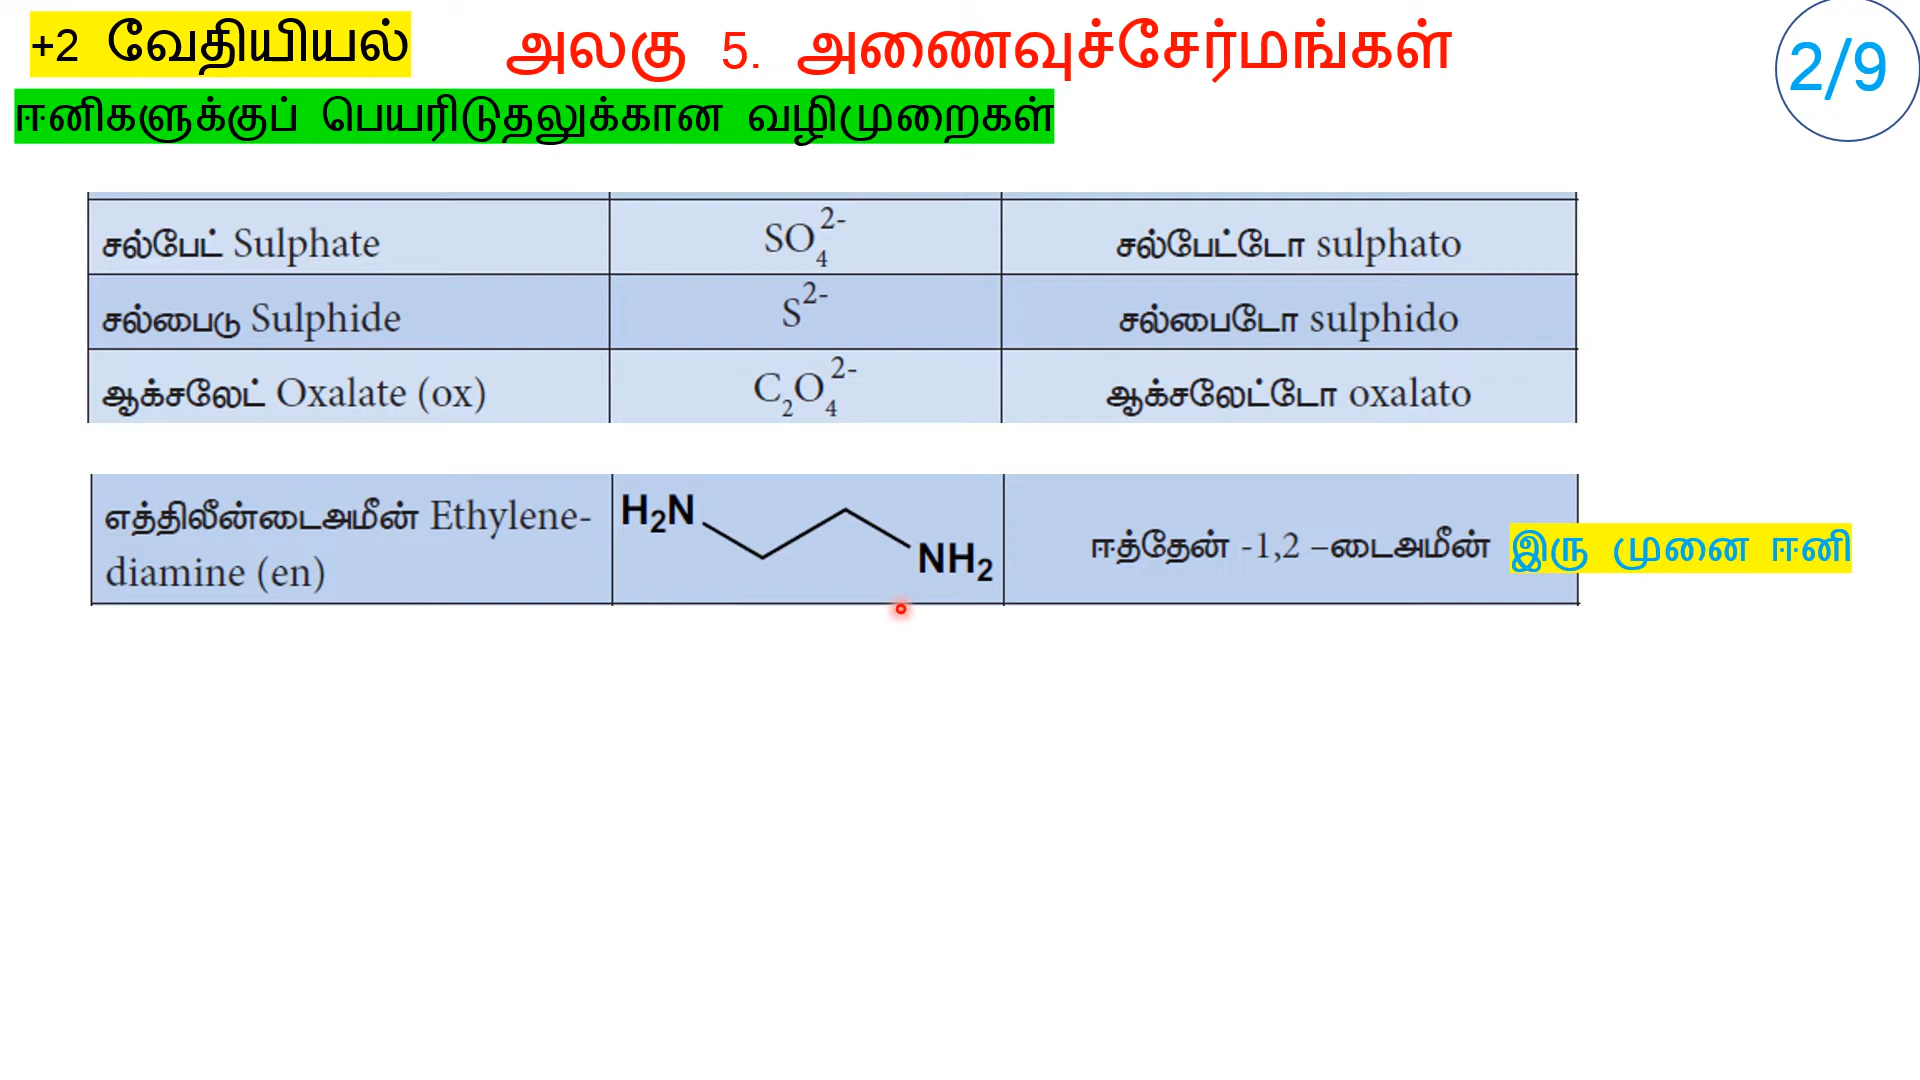 +2 வேதியியல்
அலகு 5. அணைவுச்சேர்மங்கள்
2/9
ஈனிகளுக்குப் பெயரிடுதலுக்கான வழிமுறைகள்
சல்பேட் Sulphate SO₄²⁻ சல்பேட்டோ sulphato
சல்பைடு Sulphide S²⁻ சல்பைடோ sulphido
ஆக்சலேட் Oxalate (ox) C₂O₄²⁻ ஆக்சலேட்டோ oxalato
எத்திலீன்டைஅமீன் Ethylene-
diamine (en)
H₂N
NH₂
ஈத்தேன் -1,2 –டைஅமீன்
இரு முனை ஈனி